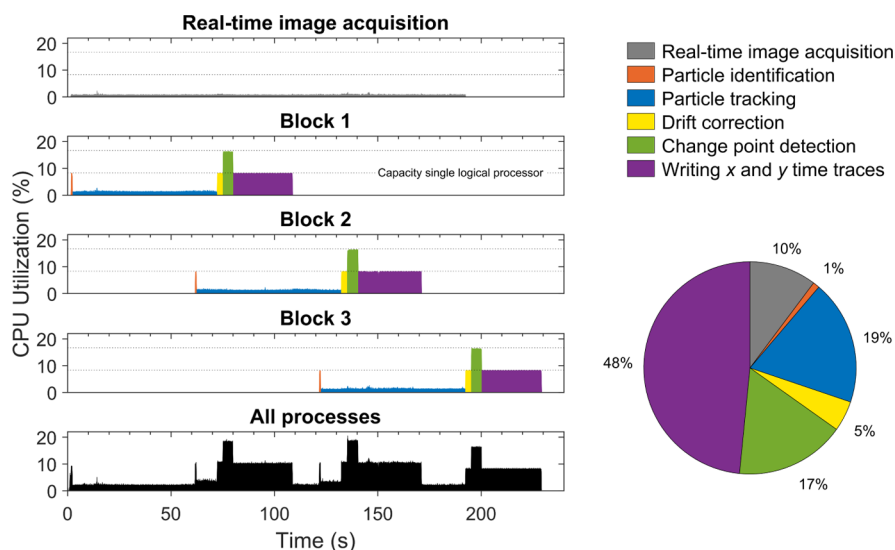 Real-time image acquisition
20
10
0
Block 1
20
10
0
Capacity single logical processor
Block 2
20
10
0
Block 3
20
10
0
All processes
20
10
0
0 50 100 150 200
Time (s)
CPU Utilization (%)
Real-time image acquisition
Particle identification
Particle tracking
Drift correction
Change point detection
Writing x and y time traces
10%
1%
19%
5%
17%
48%